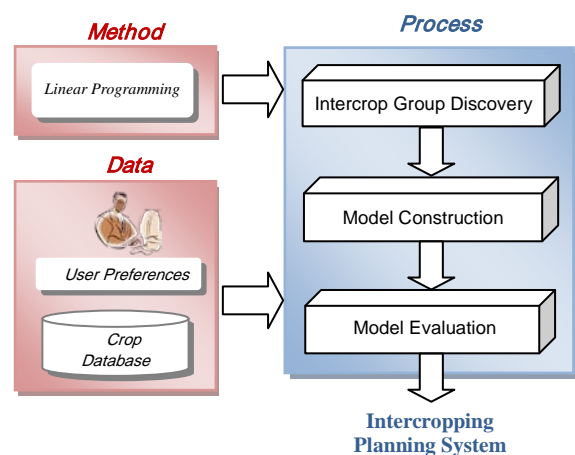 Method
Linear Programming
Data
User Preferences
Crop
Database
Process
Intercrop Group Discovery
Model Construction
Model Evaluation
Intercropping
Planning System